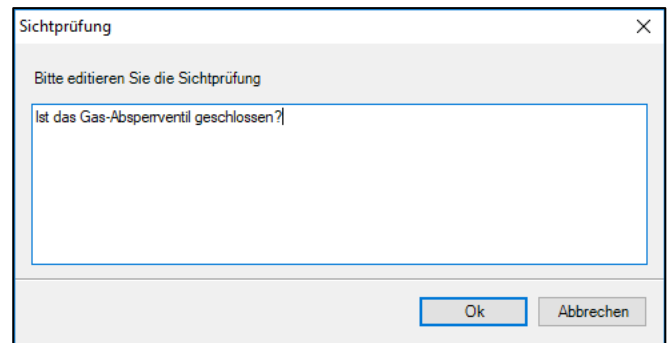 Sichtprüfung
Bitte editieren Sie die Sichtprüfung
Ist das Gas-Absperrventil geschlossen?
Ok
Abbrechen